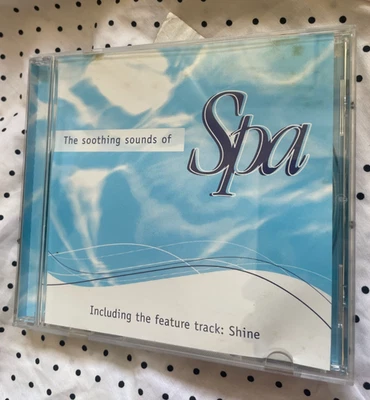 The soothing sounds of
Spa
Including the feature track: Shine